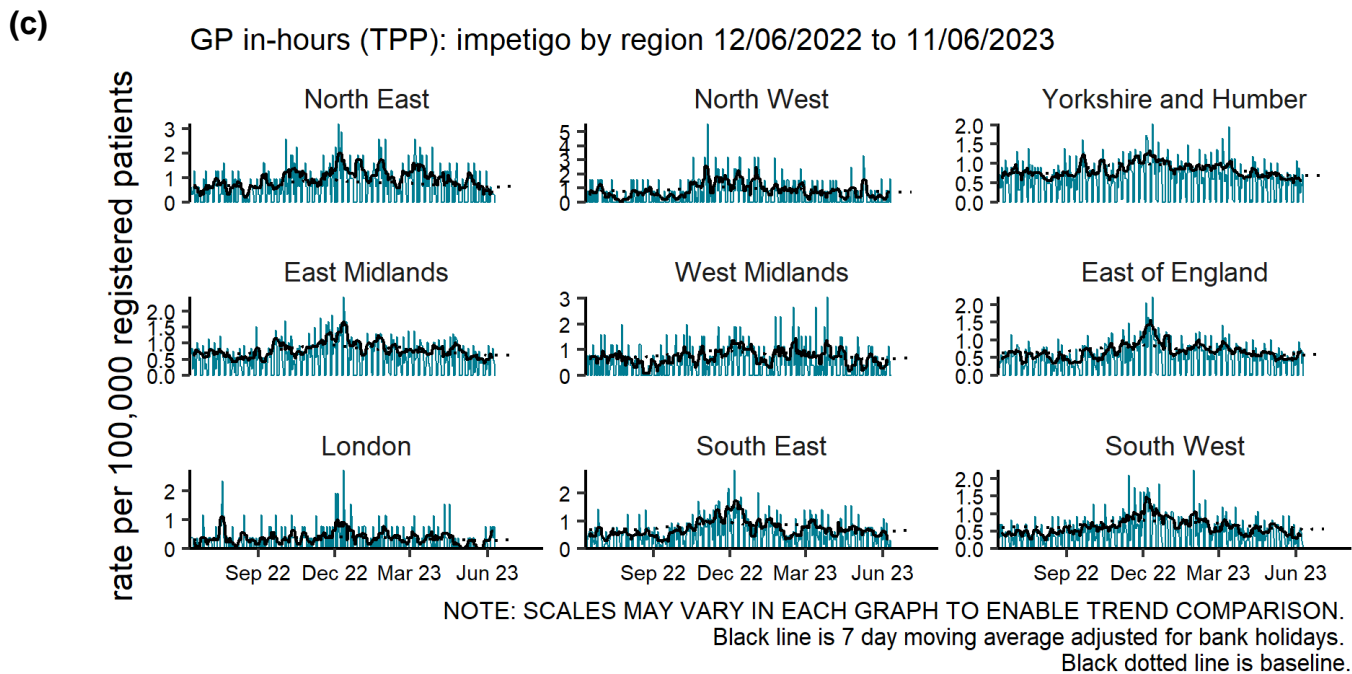 (c)
GP in-hours (TPP): impetigo by region 12/06/2022 to 11/06/2023
rate per 100,000 registered patients
North East
3
2
1
0
North West
5
4
3
2
1
0
Yorkshire and Humber
2.0
1.5
1.0
0.5
0.0
East Midlands
2.0
1.5
1.0
0.5
0.0
West Midlands
3
2
1
0
East of England
2.0
1.5
1.0
0.5
0.0
London
2
1
0
South East
2
1
0
South West
2.0
1.5
1.0
0.5
0.0
Sep 22 Dec 22 Mar 23 Jun 23
Sep 22 Dec 22 Mar 23 Jun 23
Sep 22 Dec 22 Mar 23 Jun 23
NOTE: SCALES MAY VARY IN EACH GRAPH TO ENABLE TREND COMPARISON.
Black line is 7 day moving average adjusted for bank holidays.
Black dotted line is baseline.